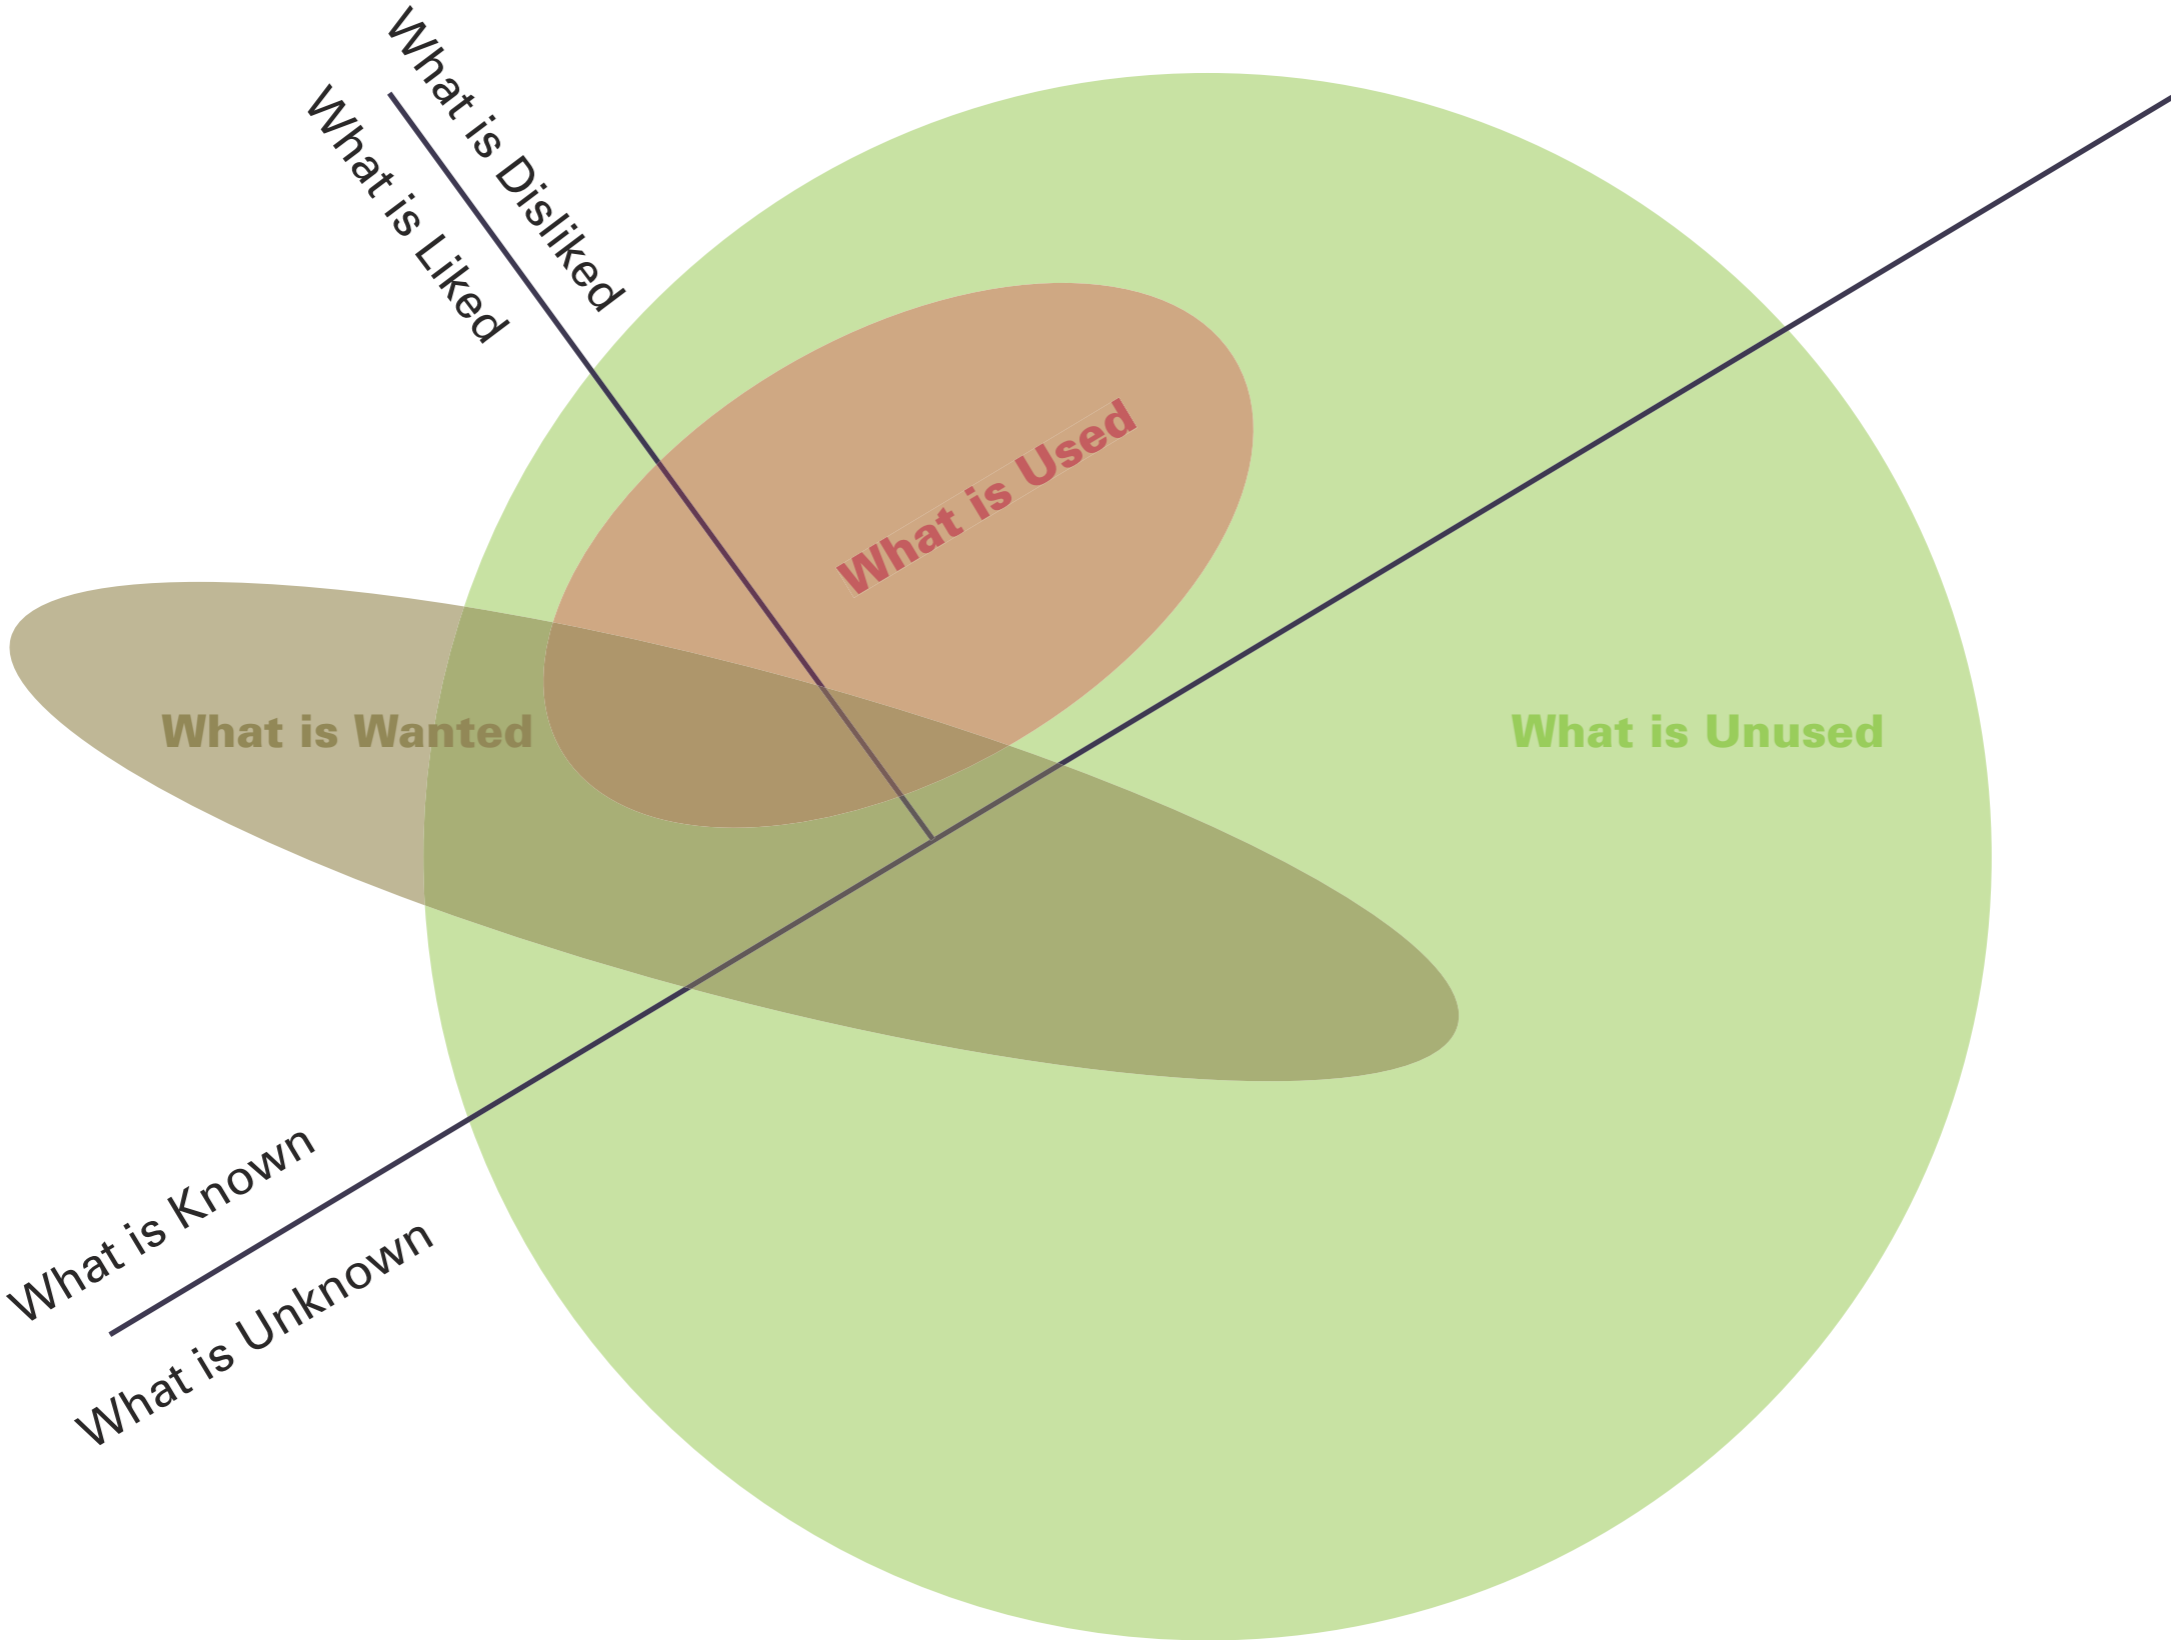 What is Disliked
What is Liked
What is Used
What is Wanted
What is Unused
What is Known
What is Unknown